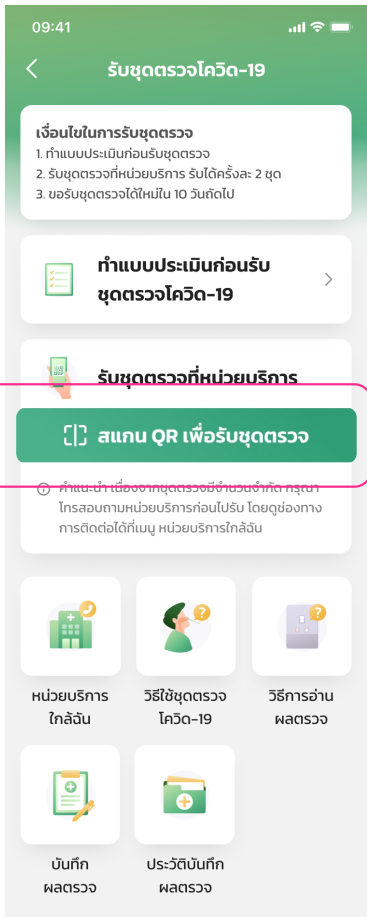 09:41
รับชุดตรวจโควิด-19
เงื่อนไขในการรับชุดตรวจ
1. ทำแบบประเมินก่อนรับชุดตรวจ
2. รับชุดตรวจที่หน่วยบริการ รับได้ครั้งละ 2 ชุด
3. ขอรับชุดตรวจได้ใหม่ใน 10 วันถัดไป
ทำแบบประเมินก่อนรับ
ชุดตรวจโควิด-19
รับชุดตรวจที่หน่วยบริการ
สแกน QR เพื่อรับชุดตรวจ
คำแนะนำ เนื่องจากชุดตรวจมีจำนวนจำกัด กรุณา
โทรสอบถามหน่วยบริการก่อนไปรับ โดยดูช่องทาง
การติดต่อได้ที่เมนู หน่วยบริการใกล้ฉัน
หน่วยบริการ
ใกล้ฉัน
วิธีใช้ชุดตรวจ
โควิด-19
วิธีการอ่าน
ผลตรวจ
บันทึก
ผลตรวจ
ประวัติบันทึก
ผลตรวจ